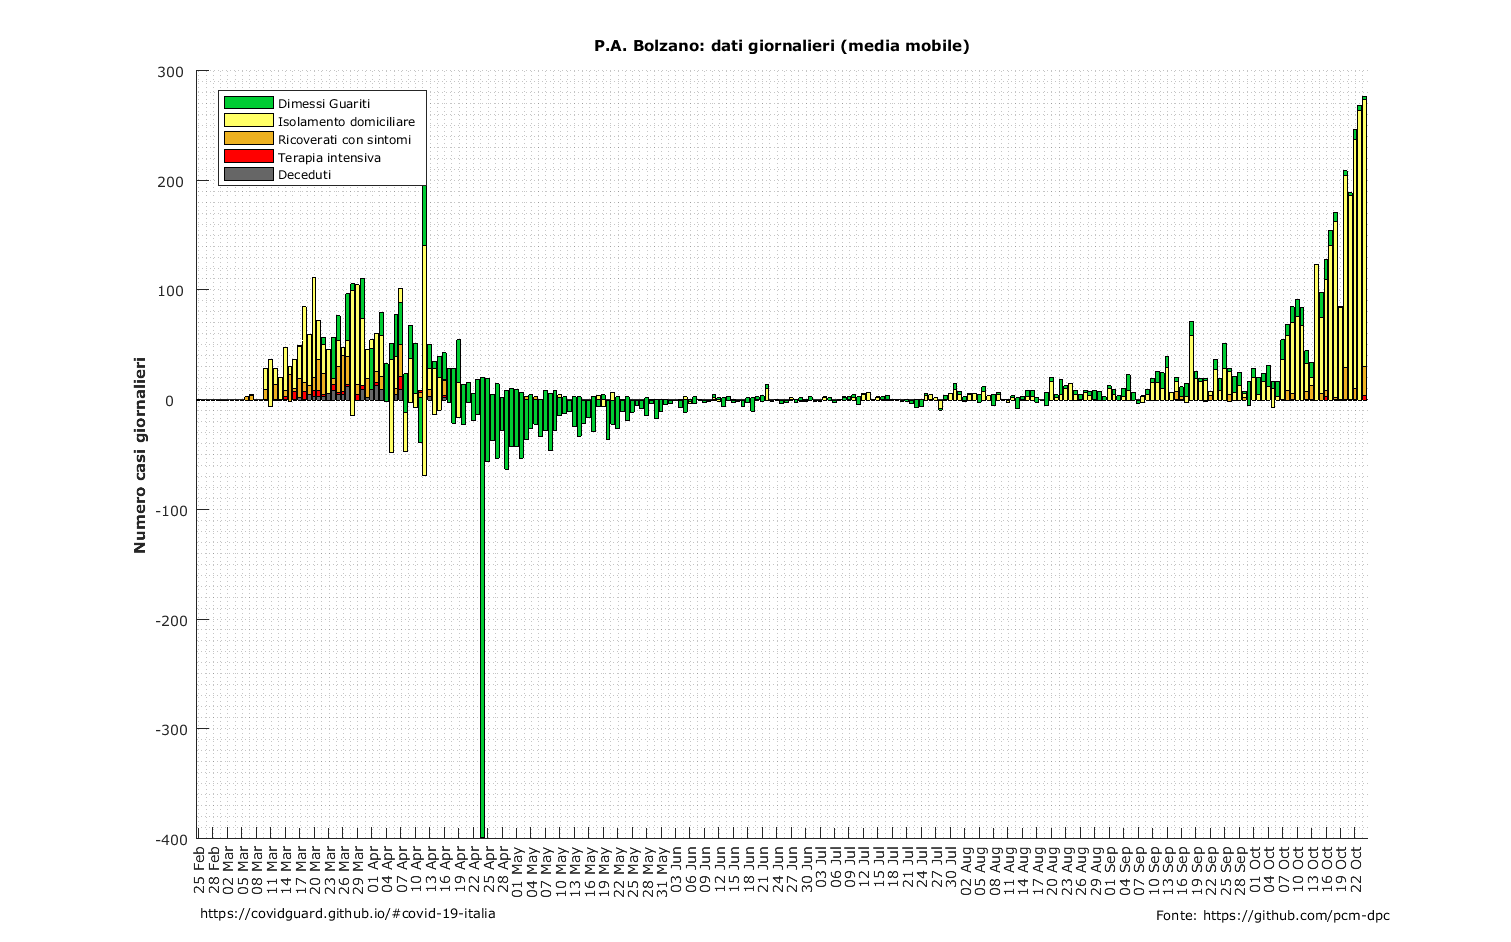 P.A. Bolzano: dati giornalieri (media mobile)
Numero casi giornalieri
300
200
100
0
-100
-200
-300
-400
Dimessi Guariti
Isolamento domiciliare
Ricoverati con sintomi
Terapia intensiva
Deceduti
25 Feb
28 Feb
02 Mar
05 Mar
08 Mar
11 Mar
14 Mar
17 Mar
20 Mar
23 Mar
26 Mar
29 Mar
01 Apr
04 Apr
07 Apr
10 Apr
13 Apr
16 Apr
19 Apr
22 Apr
25 Apr
28 Apr
01 May
04 May
07 May
10 May
13 May
16 May
19 May
22 May
25 May
28 May
31 May
03 Jun
06 Jun
09 Jun
12 Jun
15 Jun
18 Jun
21 Jun
24 Jun
27 Jun
30 Jun
03 Jul
06 Jul
09 Jul
12 Jul
15 Jul
18 Jul
21 Jul
24 Jul
27 Jul
30 Jul
02 Aug
05 Aug
08 Aug
11 Aug
14 Aug
17 Aug
20 Aug
23 Aug
26 Aug
29 Aug
01 Sep
04 Sep
07 Sep
10 Sep
13 Sep
16 Sep
19 Sep
22 Sep
25 Sep
28 Sep
01 Oct
04 Oct
07 Oct
10 Oct
13 Oct
16 Oct
19 Oct
22 Oct
https://covidguard.github.io/#covid-19-italia
Fonte: https://github.com/pcm-dpc